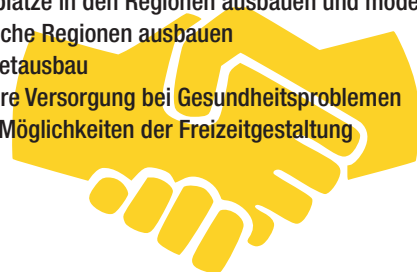 plätze in den Regionen ausbauen und mode
che Regionen ausbauen
etausbau
re Versorgung bei Gesundheitsproblemen
Möglichkeiten der Freizeitgestaltung